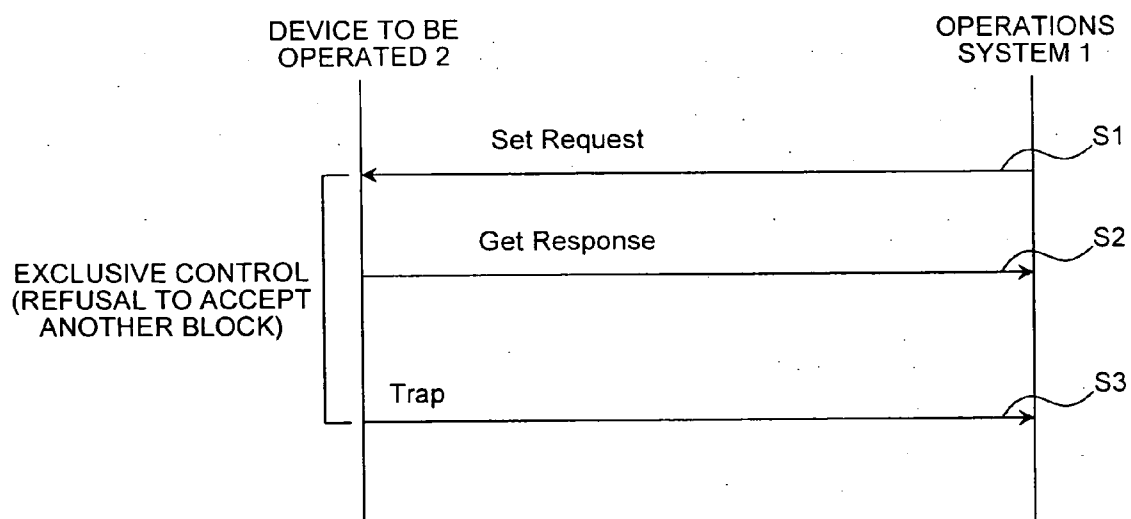 DEVICE TO BE
OPERATED 2
OPERATIONS
SYSTEM 1
Set Request
S1
Get Response
S2
EXCLUSIVE CONTROL
(REFUSAL TO ACCEPT
ANOTHER BLOCK)
Trap
S3